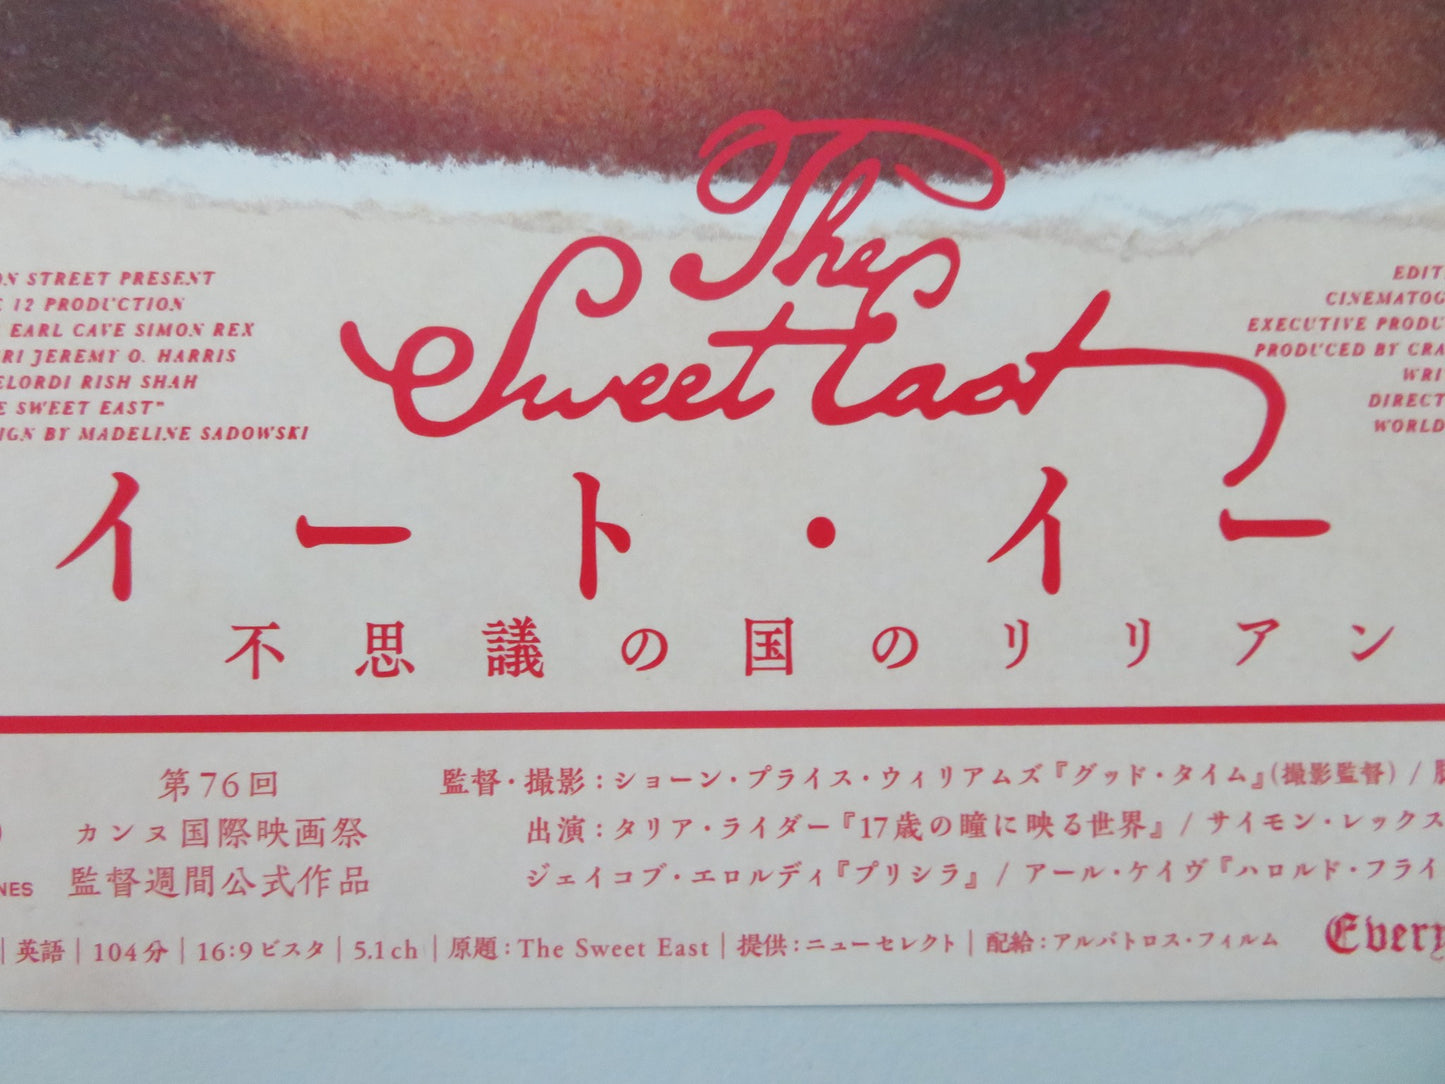 The
Sweet East
ON STREET PRESENT
12 PRODUCTION
EARL CAVE SIMON REX
RI JEREMY O. HARRIS
ELORDI RISH SHAH
E SWEET EAST"
IGN BY MADELINE SADOWSKI
EDIT
CINEMATOG
EXECUTIVE PRODU
PRODUCED BY CRA
WRI
DIRECT
WORLD
イート・イー
不思議の国のリリアン
第76回
カンヌ国際映画祭
監督週間公式作品
NES
監督・撮影：ショーン・プライス・ウィリアムズ『グッド・タイム』(撮影監督) /
出演：タリア・ライダー『17歳の瞳に映る世界』/ サイモン・レックス
ジェイコブ・エロルディ『プリシラ』/ アール・ケイヴ『ハロルド・フライ
| 英語 | 104分 | 16:9 ビスタ | 5.1ch | 原題：The Sweet East | 提供：ニューセレクト | 配給：アルバトロス・フィルム
Every